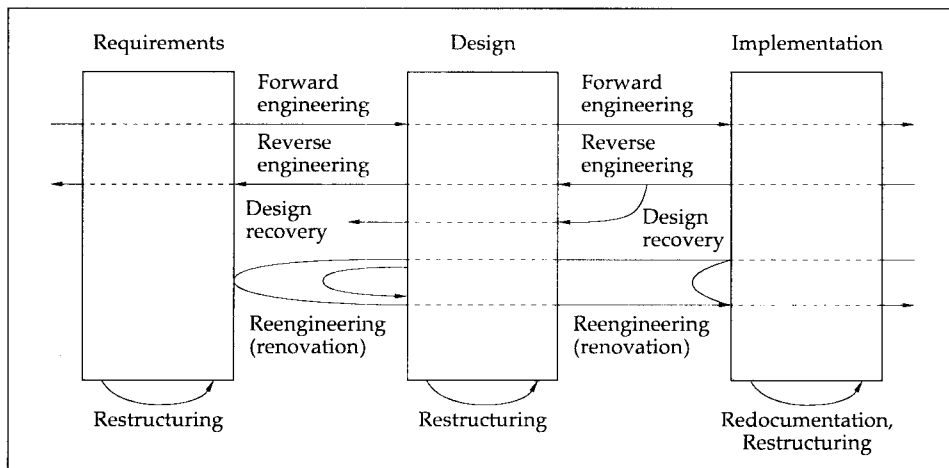 Requirements
Design
Implementation
Forward
engineering
Forward
engineering
Reverse
engineering
Reverse
engineering
Design
recovery
Design
recovery
Reengineering
(renovation)
Reengineering
(renovation)
Restructuring
Restructuring
Redocumentation,
Restructuring